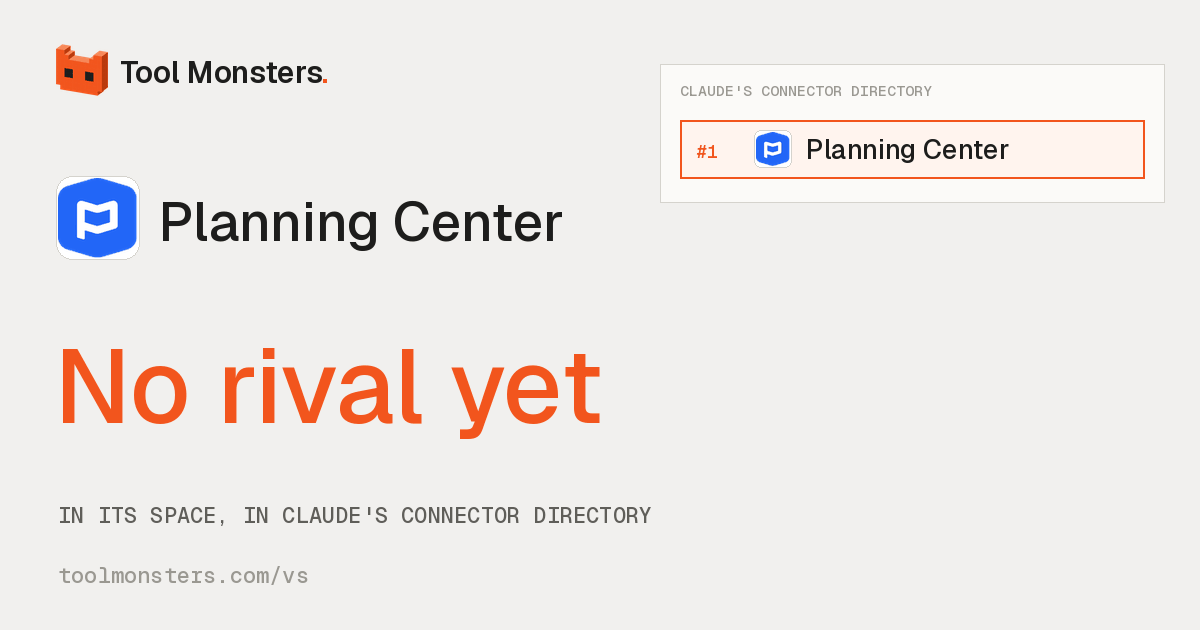 Tool Monsters.
Planning Center
No rival yet
IN ITS SPACE, IN CLAUDE'S CONNECTOR DIRECTORY
toolmonsters.com/vs
CLAUDE'S CONNECTOR DIRECTORY
#1 Planning Center